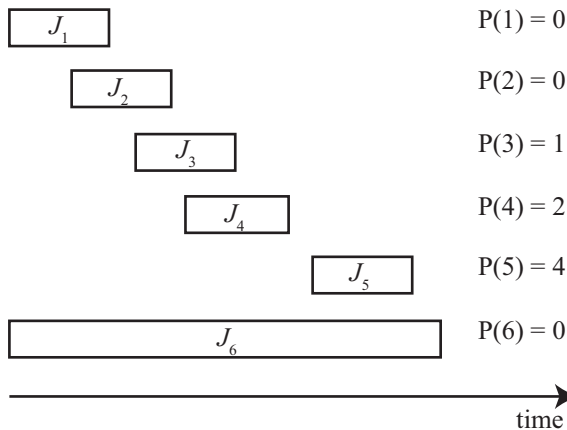 J₁ P(1) = 0
J₂ P(2) = 0
J₃ P(3) = 1
J₄ P(4) = 2
J₅ P(5) = 4
J₆ P(6) = 0
time